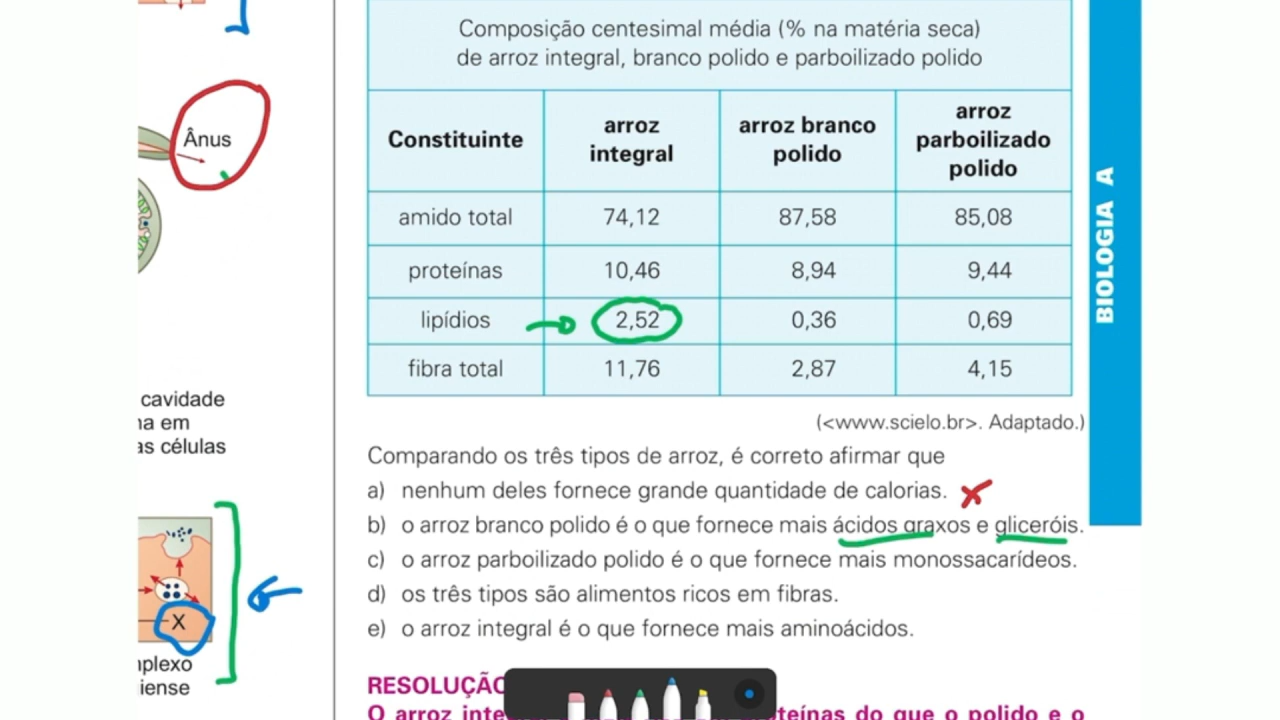 Ânus
cavidade
em
células
X
Composição centesimal média (% na matéria seca)
de arroz integral, branco polido e parboilizado polido
Constituinte arroz integral arroz branco polido arroz parboilizado polido
amido total 74,12 87,58 85,08
proteínas 10,46 8,94 9,44
lipídios 2,52 0,36 0,69
fibra total 11,76 2,87 4,15
(<www.scielo.br>. Adaptado.)
Comparando os três tipos de arroz, é correto afirmar que
a) nenhum deles fornece grande quantidade de calorias.
b) o arroz branco polido é o que fornece mais ácidos graxos e gliceróis.
c) o arroz parboilizado polido é o que fornece mais monossacarídeos.
d) os três tipos são alimentos ricos em fibras.
e) o arroz integral é o que fornece mais aminoácidos.
RESOLUÇÃO
O arroz do que o polido e o
BIOLOGIA A